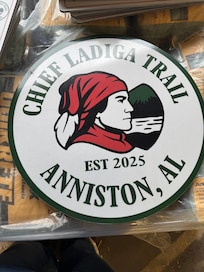 CHIEF LADIGA TRAIL
EST 2025
ANNISTON, AL